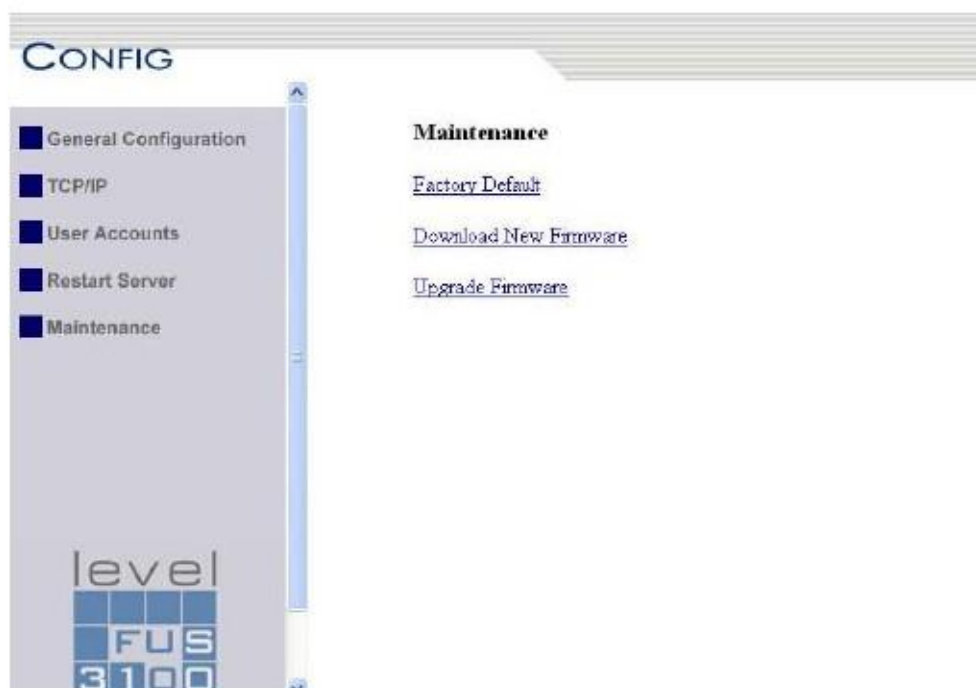 CONFIG
General Configuration
TCP/IP
User Accounts
Restart Server
Maintenance
level
FUS
3100
Maintenance
Factory Default
Download New Firmware
Upgrade Firmware